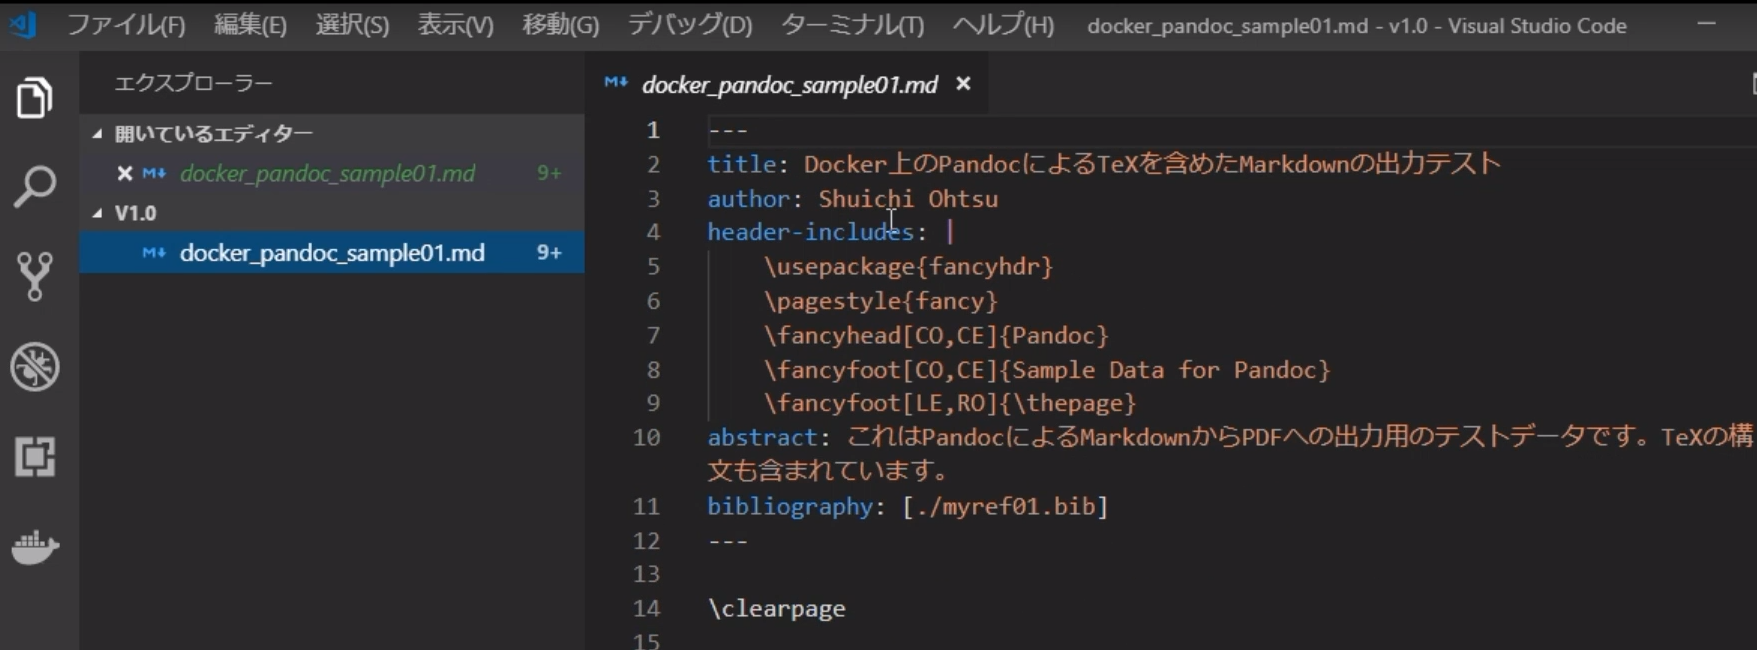 ファイル(F) 編集(E) 選択(S) 表示(V) 移動(G) デバッグ(D) ターミナル(T) ヘルプ(H) docker_pandoc_sample01.md - v1.0 - Visual Studio Code
エクスプローラー
開いているエディター
docker_pandoc_sample01.md 9+
V1.0
docker_pandoc_sample01.md 9+
docker_pandoc_sample01.md
1 ---
2 title: Docker上のPandocによるTeXを含めたMarkdownの出力テスト
3 author: Shuichi Ohtsu
4 header-includes: |
5 \usepackage{fancyhdr}
6 \pagestyle{fancy}
7 \fancyhead[CO,CE]{Pandoc}
8 \fancyfoot[CO,CE]{Sample Data for Pandoc}
9 \fancyfoot[LE,RO]{\thepage}
10 abstract: これはPandocによるMarkdownからPDFへの出力用のテストデータです。TeXの構
文も含まれています。
11 bibliography: [./myref01.bib]
12 ---
13
14 \clearpage
15